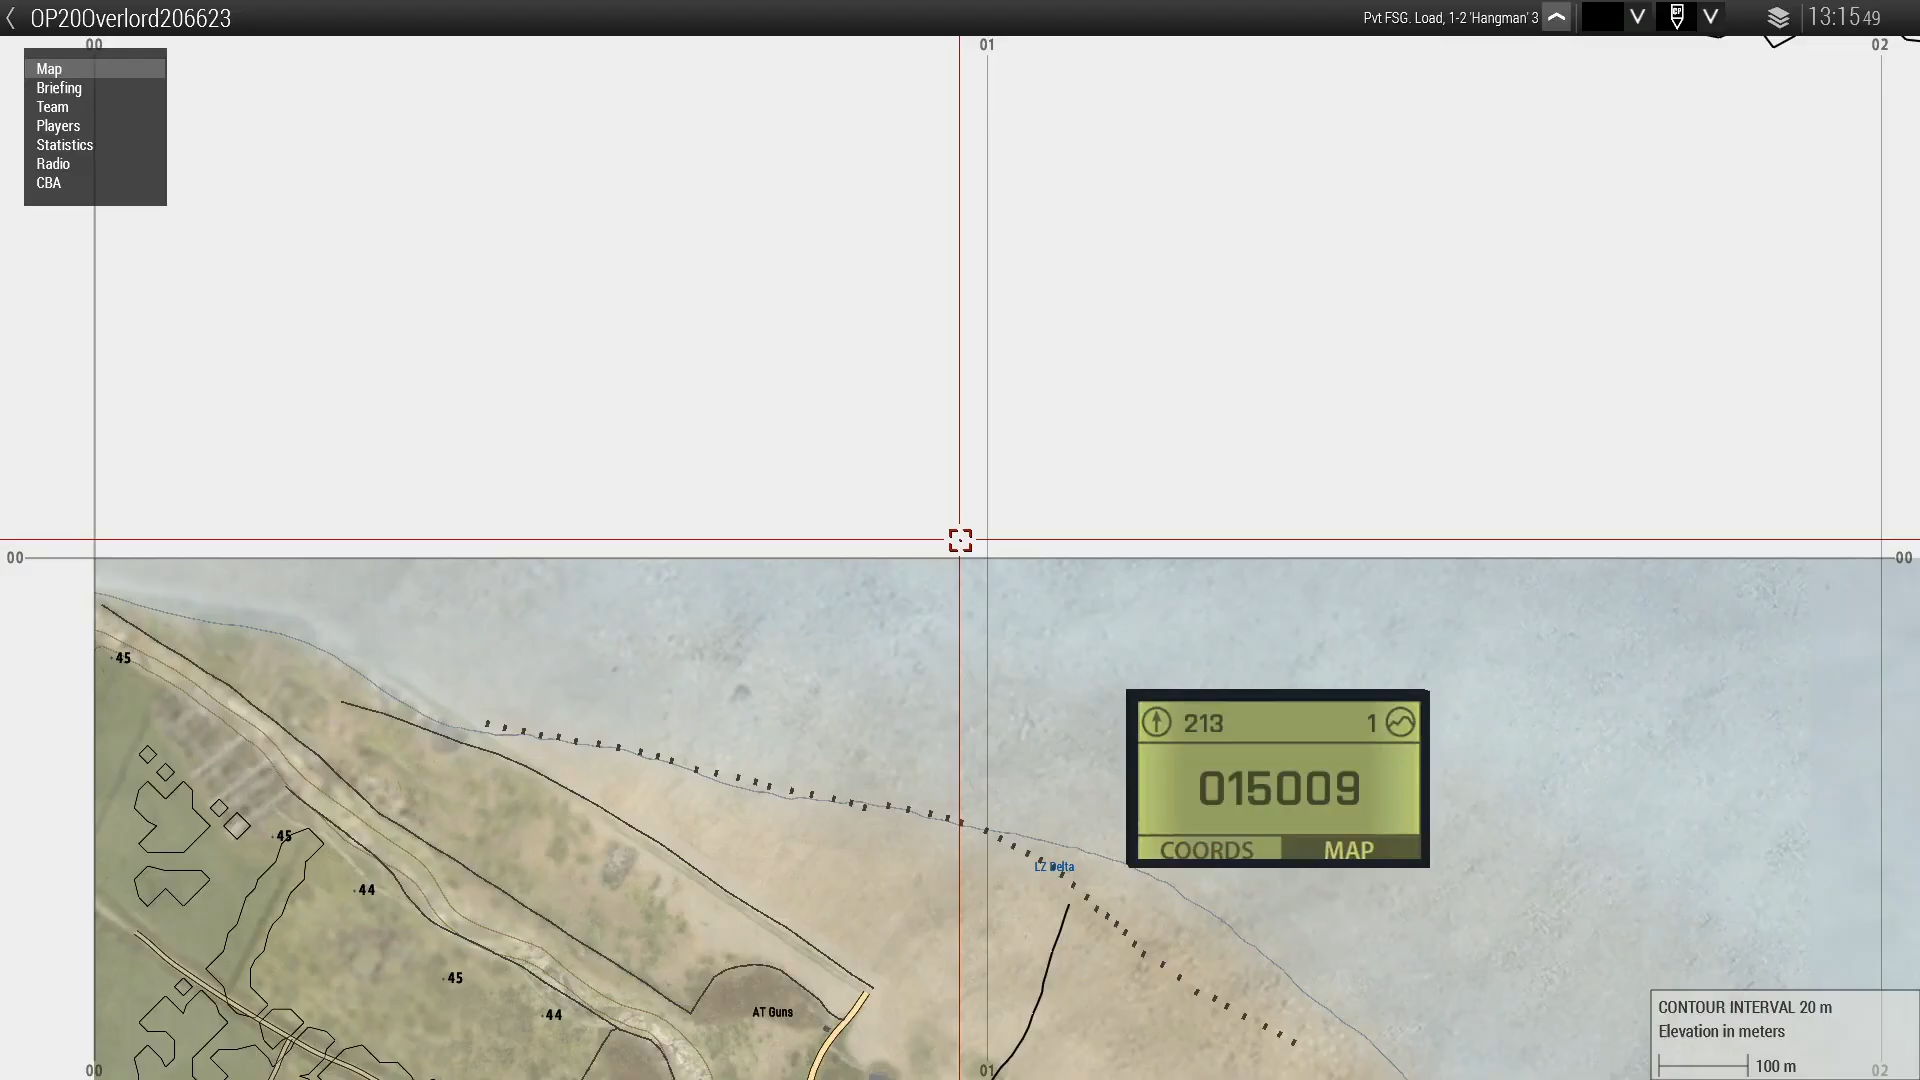 OP20Overlord206623
Pvt FSG. Load, 1-2 'Hangman' 3
13:15 49
00
01
02
Map
Briefing
Team
Players
Statistics
Radio
CBA
00
00
45
213
1
015009
COORDS
MAP
45
LZ Delta
44
45
AT Guns
44
CONTOUR INTERVAL 20 m
Elevation in meters
100 m
00
01
02